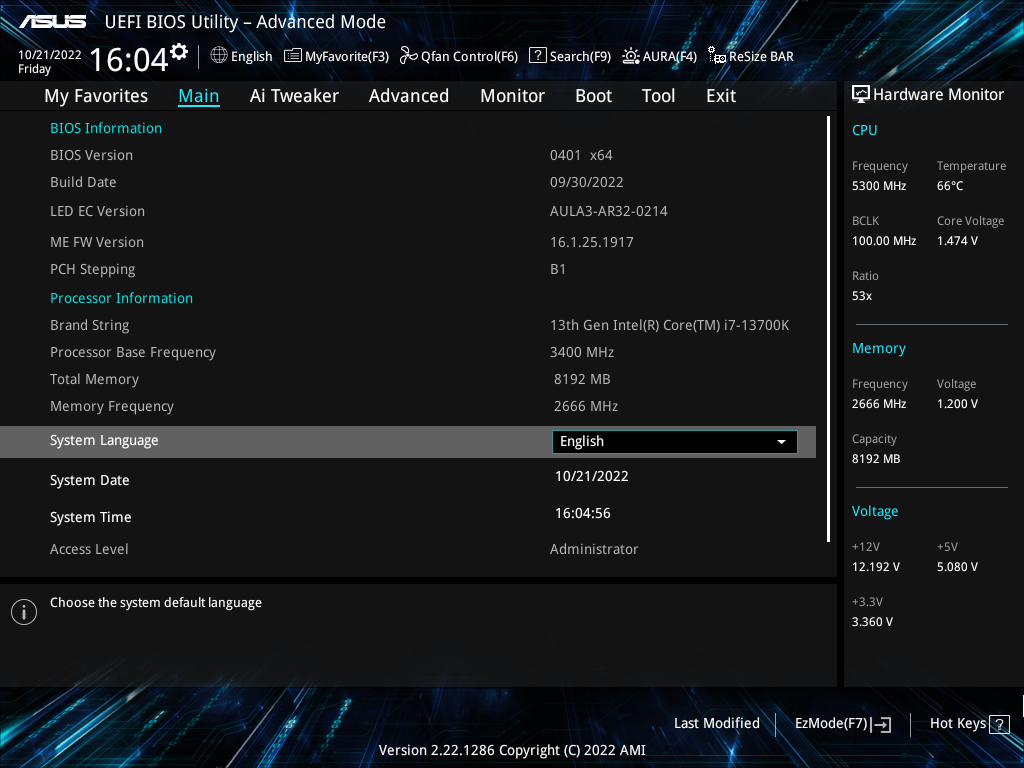 ASUS UEFI BIOS Utility – Advanced Mode
10/21/2022
Friday
16:04
English MyFavorite(F3) Qfan Control(F6) ? Search(F9) AURA(F4) ReSize BAR
My Favorites Main Ai Tweaker Advanced Monitor Boot Tool Exit
BIOS Information
BIOS Version 0401 x64
Build Date 09/30/2022
LED EC Version AULA3-AR32-0214
ME FW Version 16.1.25.1917
PCH Stepping B1
Processor Information
Brand String 13th Gen Intel(R) Core(TM) i7-13700K
Processor Base Frequency 3400 MHz
Total Memory 8192 MB
Memory Frequency 2666 MHz
System Language English
System Date 10/21/2022
System Time 16:04:56
Access Level Administrator
i Choose the system default language
Hardware Monitor
CPU
Frequency Temperature
5300 MHz 66°C
BCLK Core Voltage
100.00 MHz 1.474 V
Ratio
53x
Memory
Frequency Voltage
2666 MHz 1.200 V
Capacity
8192 MB
Voltage
+12V +5V
12.192 V 5.080 V
+3.3V
3.360 V
Last Modified EzMode(F7) Hot Keys ?
Version 2.22.1286 Copyright (C) 2022 AMI